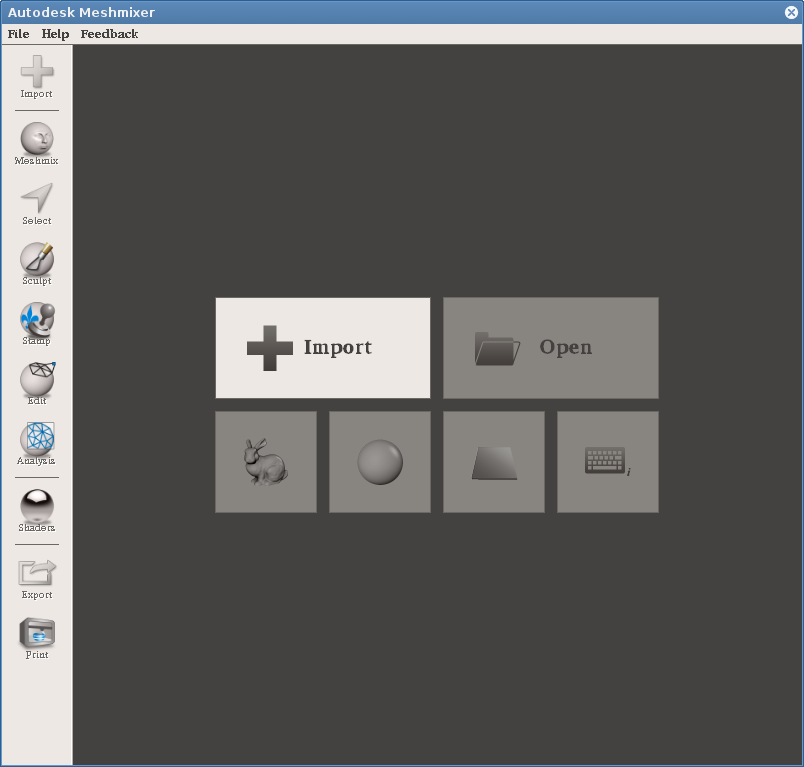 Autodesk Meshmixer
File Help Feedback
Import
Meshmix
Select
Sculpt
Stamp
Edit
Analysis
Shaders
Export
Print
Import
Open
i